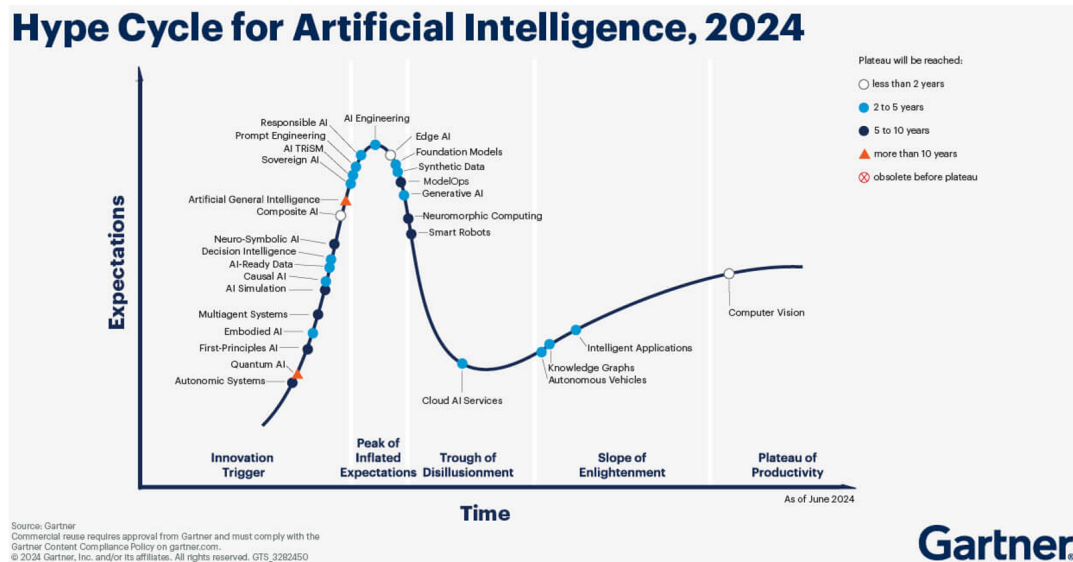 Hype Cycle for Artificial Intelligence, 2024
Plateau will be reached:
less than 2 years
2 to 5 years
5 to 10 years
more than 10 years
obsolete before plateau
Expectations
AI Engineering
Responsible AI
Prompt Engineering
AI TRiSM
Sovereign AI
Artificial General Intelligence
Composite AI
Neuro-Symbolic AI
Decision Intelligence
AI-Ready Data
Causal AI
AI Simulation
Multiagent Systems
Embodied AI
First-Principles AI
Quantum AI
Autonomic Systems
Edge AI
Foundation Models
Synthetic Data
ModelOps
Generative AI
Neuromorphic Computing
Smart Robots
Cloud AI Services
Intelligent Applications
Knowledge Graphs
Autonomous Vehicles
Computer Vision
Innovation
Trigger
Peak of
Inflated
Expectations
Trough of
Disillusionment
Slope of
Enlightenment
Plateau of
Productivity
As of June 2024
Time
Source: Gartner
Commercial reuse requires approval from Gartner and must comply with the
Gartner Content Compliance Policy on gartner.com.
© 2024 Gartner, Inc. and/or its affiliates. All rights reserved. GTS_3282450
Gartner